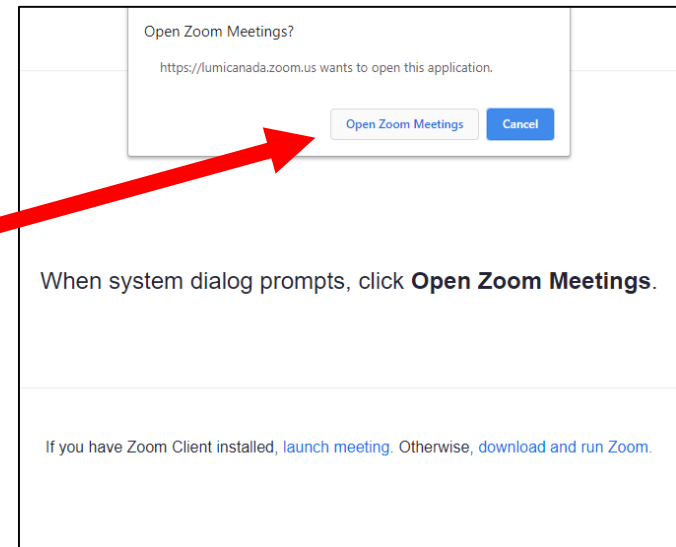 Open Zoom Meetings?
https://lumicanada.zoom.us wants to open this application.
Open Zoom Meetings Cancel
When system dialog prompts, click Open Zoom Meetings.
If you have Zoom Client installed, launch meeting. Otherwise, download and run Zoom.